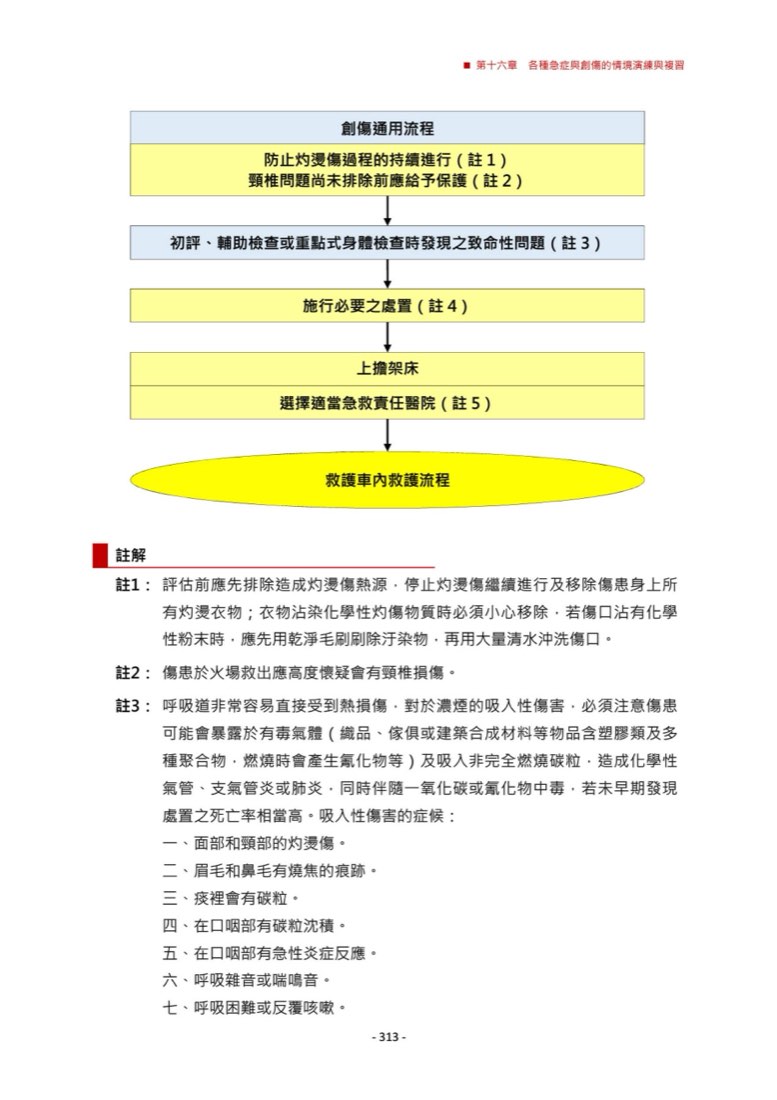 ■ 第十六章　各種急症與創傷的情境演練與複習
創傷通用流程
防止灼燙傷過程的持續進行（註 1）
頸椎問題尚未排除前應給予保護（註 2）
初評、輔助檢查或重點式身體檢查時發現之致命性問題（註 3）
施行必要之處置（註 4）
上擔架床
選擇適當急救責任醫院（註 5）
救護車內救護流程
註解
註1： 評估前應先排除造成灼燙傷熱源，停止灼燙傷繼續進行及移除傷患身上所
有灼燙衣物；衣物沾染化學性灼傷物質時必須小心移除，若傷口沾有化學
性粉末時，應先用乾淨毛刷刷除汙染物，再用大量清水沖洗傷口。
註2： 傷患於火場救出應高度懷疑會有頸椎損傷。
註3： 呼吸道非常容易直接受到熱損傷，對於濃煙的吸入性傷害，必須注意傷患
可能會暴露於有毒氣體（織品、傢俱或建築合成材料等物品含塑膠類及多
種聚合物，燃燒時會產生氰化物等）及吸入非完全燃燒碳粒，造成化學性
氣管、支氣管炎或肺炎，同時伴隨一氧化碳或氰化物中毒，若未早期發現
處置之死亡率相當高。吸入性傷害的症候：
一、面部和頸部的灼燙傷。
二、眉毛和鼻毛有燒焦的痕跡。
三、痰裡會有碳粒。
四、在口咽部有碳粒沈積。
五、在口咽部有急性炎症反應。
六、呼吸雜音或喘鳴音。
七、呼吸困難或反覆咳嗽。
- 313 -